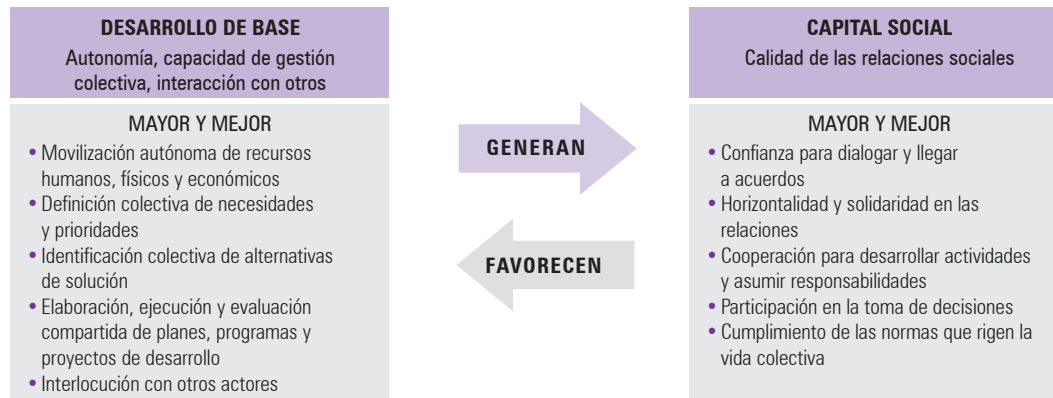 DESARROLLO DE BASE
Autonomía, capacidad de gestión
colectiva, interacción con otros
MAYOR Y MEJOR
• Movilización autónoma de recursos
humanos, físicos y económicos
• Definición colectiva de necesidades
y prioridades
• Identificación colectiva de alternativas
de solución
• Elaboración, ejecución y evaluación
compartida de planes, programas y
proyectos de desarrollo
• Interlocución con otros actores
GENERAN
FAVORECEN
CAPITAL SOCIAL
Calidad de las relaciones sociales
MAYOR Y MEJOR
• Confianza para dialogar y llegar
a acuerdos
• Horizontalidad y solidaridad en las
relaciones
• Cooperación para desarrollar actividades
y asumir responsabilidades
• Participación en la toma de decisiones
• Cumplimiento de las normas que rigen la
vida colectiva